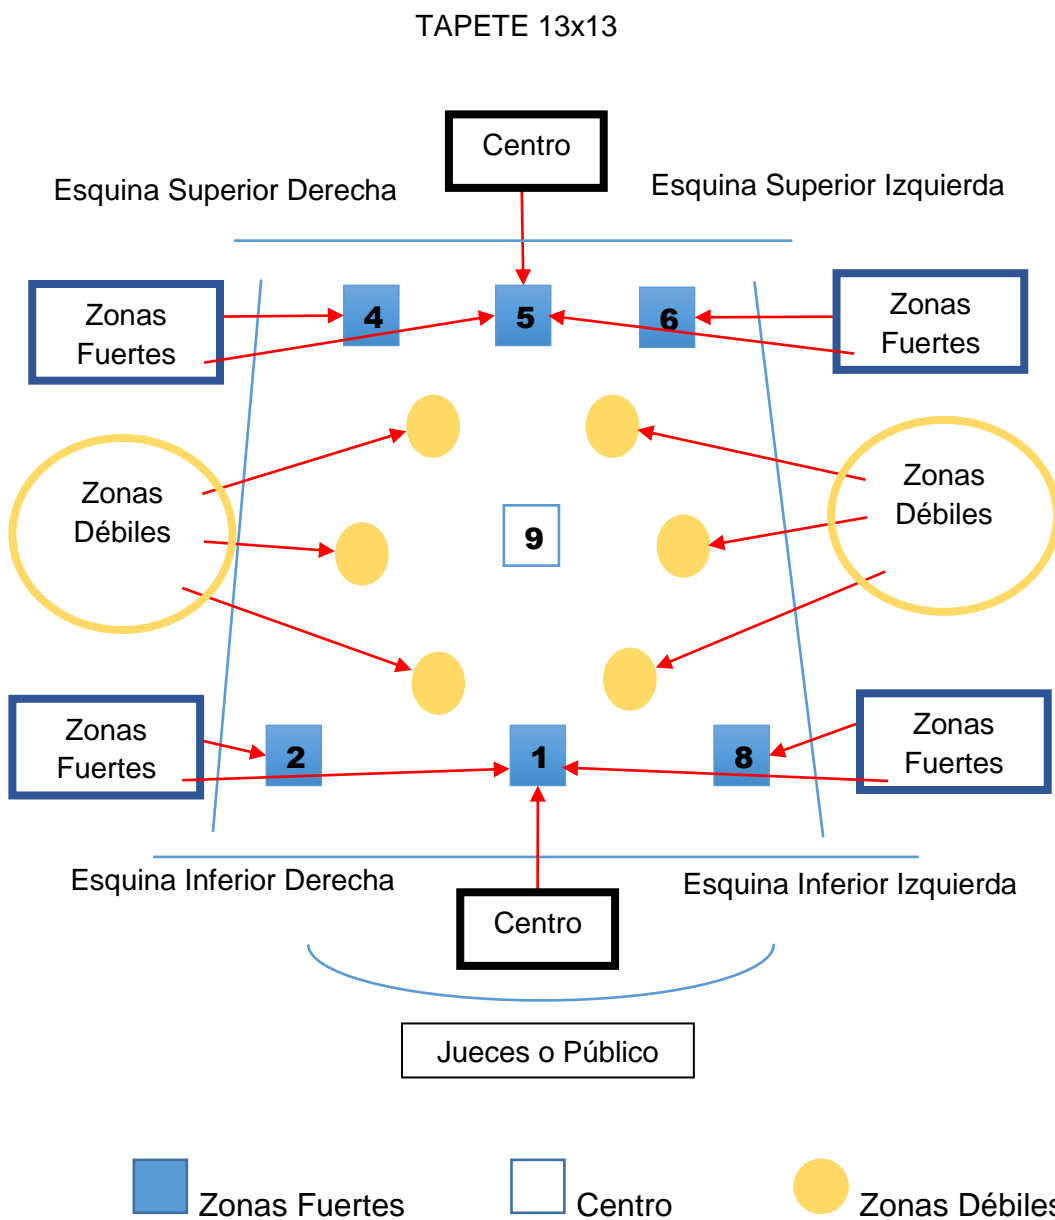 TAPETE 13x13
Centro
Esquina Superior Derecha
Esquina Superior Izquierda
Zonas
Fuertes
4
5
6
Zonas
Fuertes
Zonas
Débiles
9
Zonas
Débiles
Zonas
Fuertes
2
1
8
Zonas
Fuertes
Esquina Inferior Derecha
Esquina Inferior Izquierda
Centro
Jueces o Público
Zonas Fuertes
Centro
Zonas Débiles